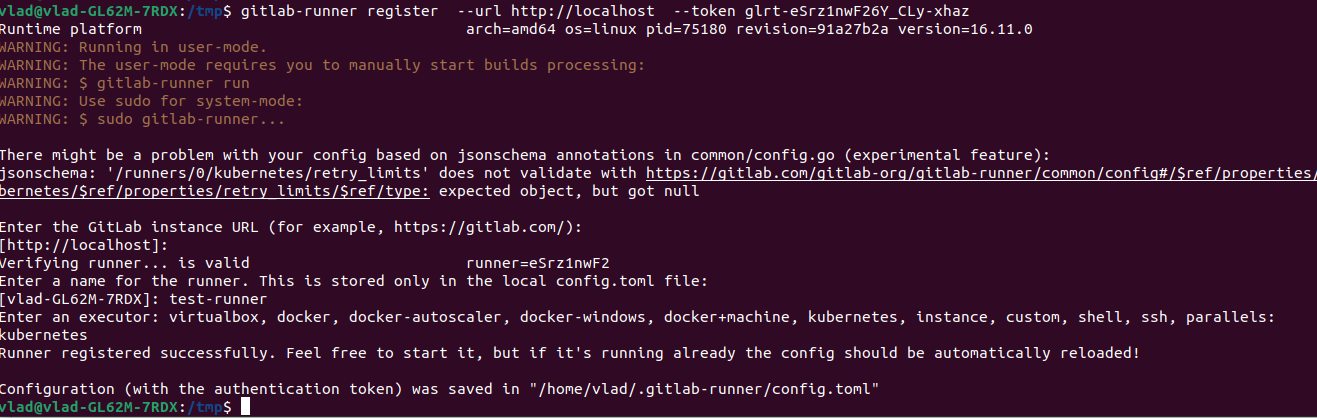 vlad@vlad-GL62M-7RDX:/tmp$ gitlab-runner register  --url http://localhost  --token glrt-eSrz1nwF26Y_CLy-xhaz
Runtime platform                                    arch=amd64 os=linux pid=75180 revision=91a27b2a version=16.11.0
WARNING: Running in user-mode.
WARNING: The user-mode requires you to manually start builds processing:
WARNING: $ gitlab-runner run
WARNING: Use sudo for system-mode:
WARNING: $ sudo gitlab-runner...
There might be a problem with your config based on jsonschema annotations in common/config.go (experimental feature):
jsonschema: '/runners/0/kubernetes/retry_limits' does not validate with https://gitlab.com/gitlab-org/gitlab-runner/common/config#/$ref/properties/
bernetes/$ref/properties/retry_limits/$ref/type: expected object, but got null
Enter the GitLab instance URL (for example, https://gitlab.com/):
[http://localhost]:
Verifying runner... is valid                        runner=eSrz1nwF2
Enter a name for the runner. This is stored only in the local config.toml file:
[vlad-GL62M-7RDX]: test-runner
Enter an executor: virtualbox, docker, docker-autoscaler, docker-windows, docker+machine, kubernetes, instance, custom, shell, ssh, parallels:
kubernetes
Runner registered successfully. Feel free to start it, but if it's running already the config should be automatically reloaded!
Configuration (with the authentication token) was saved in "/home/vlad/.gitlab-runner/config.toml"
vlad@vlad-GL62M-7RDX:/tmp$